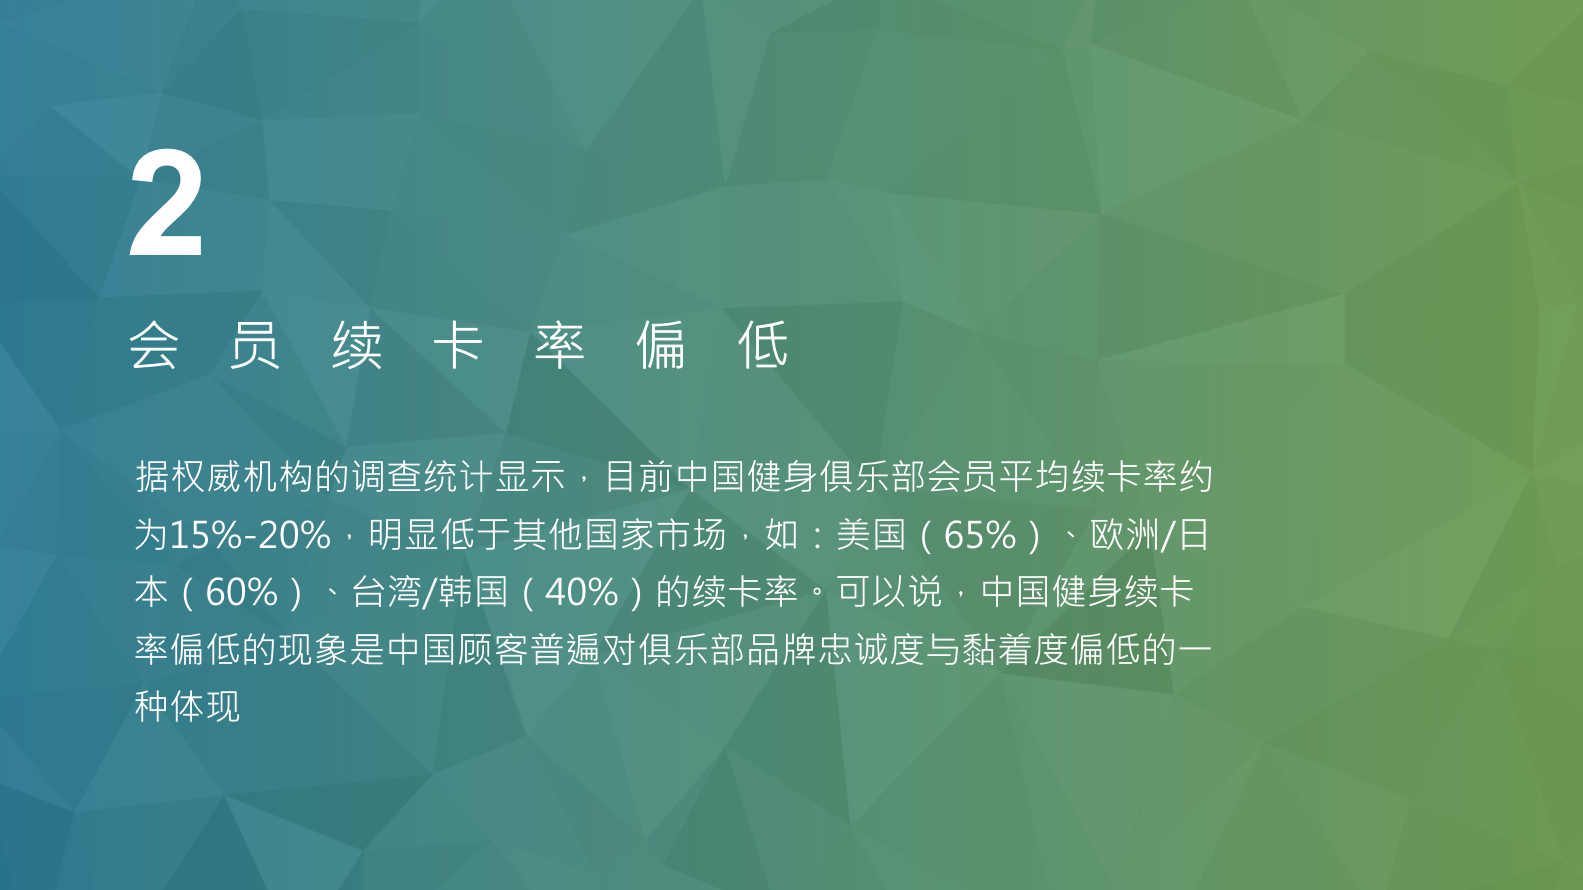 2
会员续卡率偏低
据权威机构的调查统计显示，目前中国健身俱乐部会员平均续卡率约
为15%-20%，明显低于其他国家市场，如：美国（65%）、欧洲/日
本（60%）、台湾/韩国（40%）的续卡率。可以说，中国健身续卡
率偏低的现象是中国顾客普遍对俱乐部品牌忠诚度与黏着度偏低的一
种体现